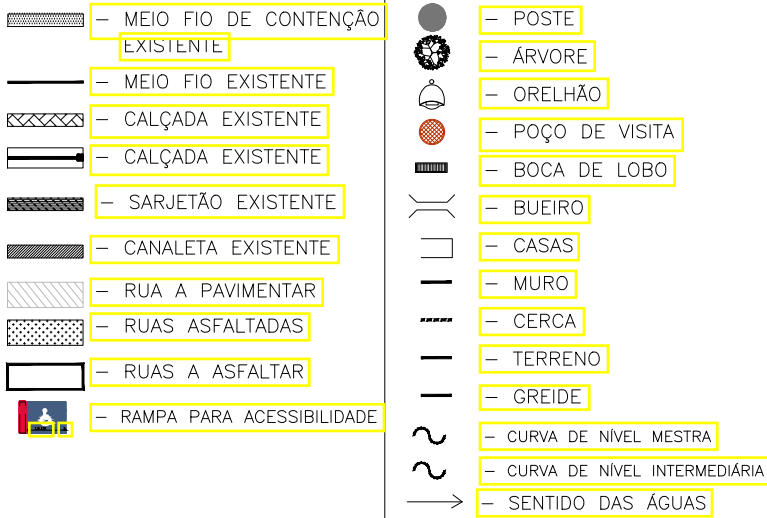 – MEIO FIO DE CONTENÇÃO
EXISTENTE
– MEIO FIO EXISTENTE
– CALÇADA EXISTENTE
– CALÇADA EXISTENTE
– SARJETÃO EXISTENTE
– CANALETA EXISTENTE
– RUA A PAVIMENTAR
– RUAS ASFALTADAS
– RUAS A ASFALTAR
– RAMPA PARA ACESSIBILIDADE
– POSTE
– ÁRVORE
– ORELHÃO
– POÇO DE VISITA
– BOCA DE LOBO
– BUEIRO
– CASAS
– MURO
– CERCA
– TERRENO
– GREIDE
– CURVA DE NÍVEL MESTRA
– CURVA DE NÍVEL INTERMEDIÁRIA
– SENTIDO DAS ÁGUAS